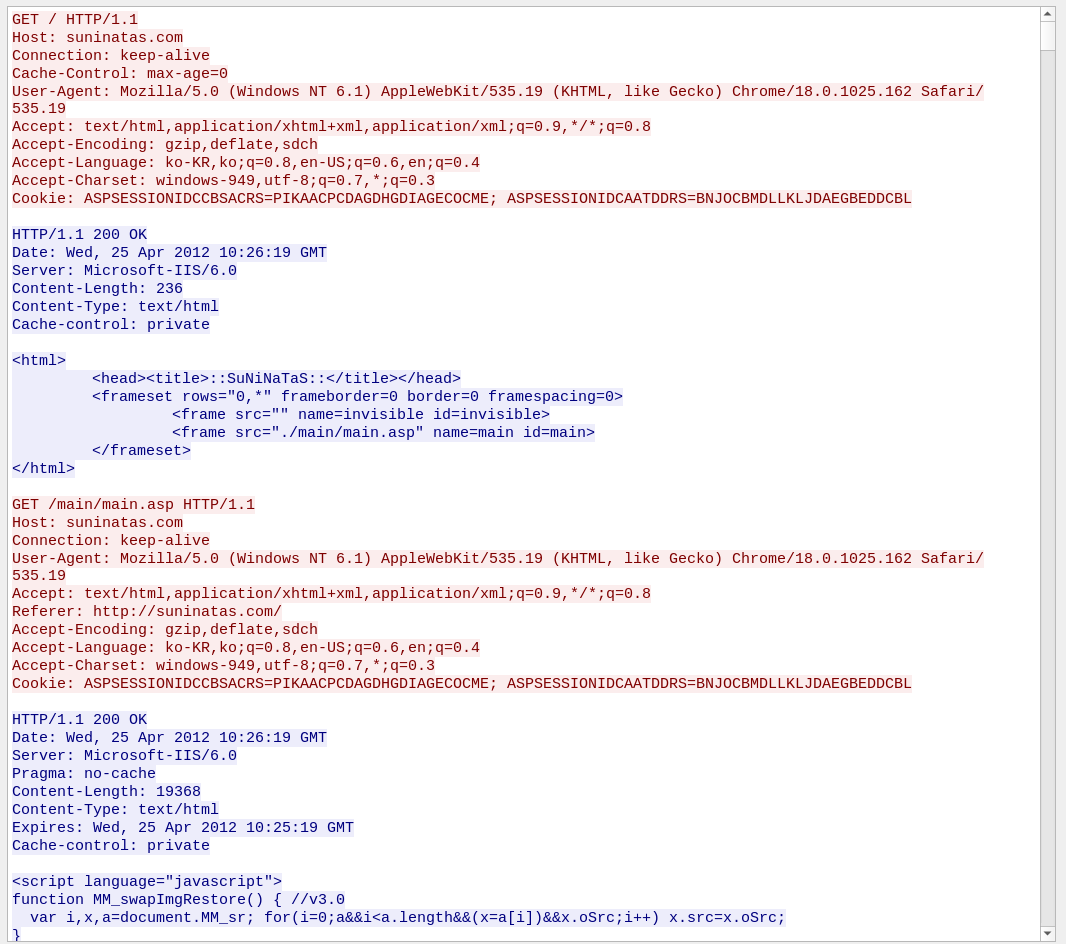 GET / HTTP/1.1
Host: suninatas.com
Connection: keep-alive
Cache-Control: max-age=0
User-Agent: Mozilla/5.0 (Windows NT 6.1) AppleWebKit/535.19 (KHTML, like Gecko) Chrome/18.0.1025.162 Safari/
535.19
Accept: text/html,application/xhtml+xml,application/xml;q=0.9,*/*;q=0.8
Accept-Encoding: gzip,deflate,sdch
Accept-Language: ko-KR,ko;q=0.8,en-US;q=0.6,en;q=0.4
Accept-Charset: windows-949,utf-8;q=0.7,*;q=0.3
Cookie: ASPSESSIONIDCCBSACRS=PIKAACPCDAGDHGDIAGECOCME; ASPSESSIONIDCAATDDRS=BNJOCBMDLLKLJDAEGBEDDCBL

HTTP/1.1 200 OK
Date: Wed, 25 Apr 2012 10:26:19 GMT
Server: Microsoft-IIS/6.0
Content-Length: 236
Content-Type: text/html
Cache-control: private

<html>
	<head><title>::SuNiNaTaS::</title></head>
	<frameset rows="0,*" frameborder=0 border=0 framespacing=0>
		<frame src="" name=invisible id=invisible>
		<frame src="./main/main.asp" name=main id=main>
	</frameset>
</html>

GET /main/main.asp HTTP/1.1
Host: suninatas.com
Connection: keep-alive
User-Agent: Mozilla/5.0 (Windows NT 6.1) AppleWebKit/535.19 (KHTML, like Gecko) Chrome/18.0.1025.162 Safari/
535.19
Accept: text/html,application/xhtml+xml,application/xml;q=0.9,*/*;q=0.8
Referer: http://suninatas.com/
Accept-Encoding: gzip,deflate,sdch
Accept-Language: ko-KR,ko;q=0.8,en-US;q=0.6,en;q=0.4
Accept-Charset: windows-949,utf-8;q=0.7,*;q=0.3
Cookie: ASPSESSIONIDCCBSACRS=PIKAACPCDAGDHGDIAGECOCME; ASPSESSIONIDCAATDDRS=BNJOCBMDLLKLJDAEGBEDDCBL

HTTP/1.1 200 OK
Date: Wed, 25 Apr 2012 10:26:19 GMT
Server: Microsoft-IIS/6.0
Pragma: no-cache
Content-Length: 19368
Content-Type: text/html
Expires: Wed, 25 Apr 2012 10:25:19 GMT
Cache-control: private

<script language="javascript">
function MM_swapImgRestore() { //v3.0
  var i,x,a=document.MM_sr; for(i=0;a&&i<a.length&&(x=a[i])&&x.oSrc;i++) x.src=x.oSrc;
}